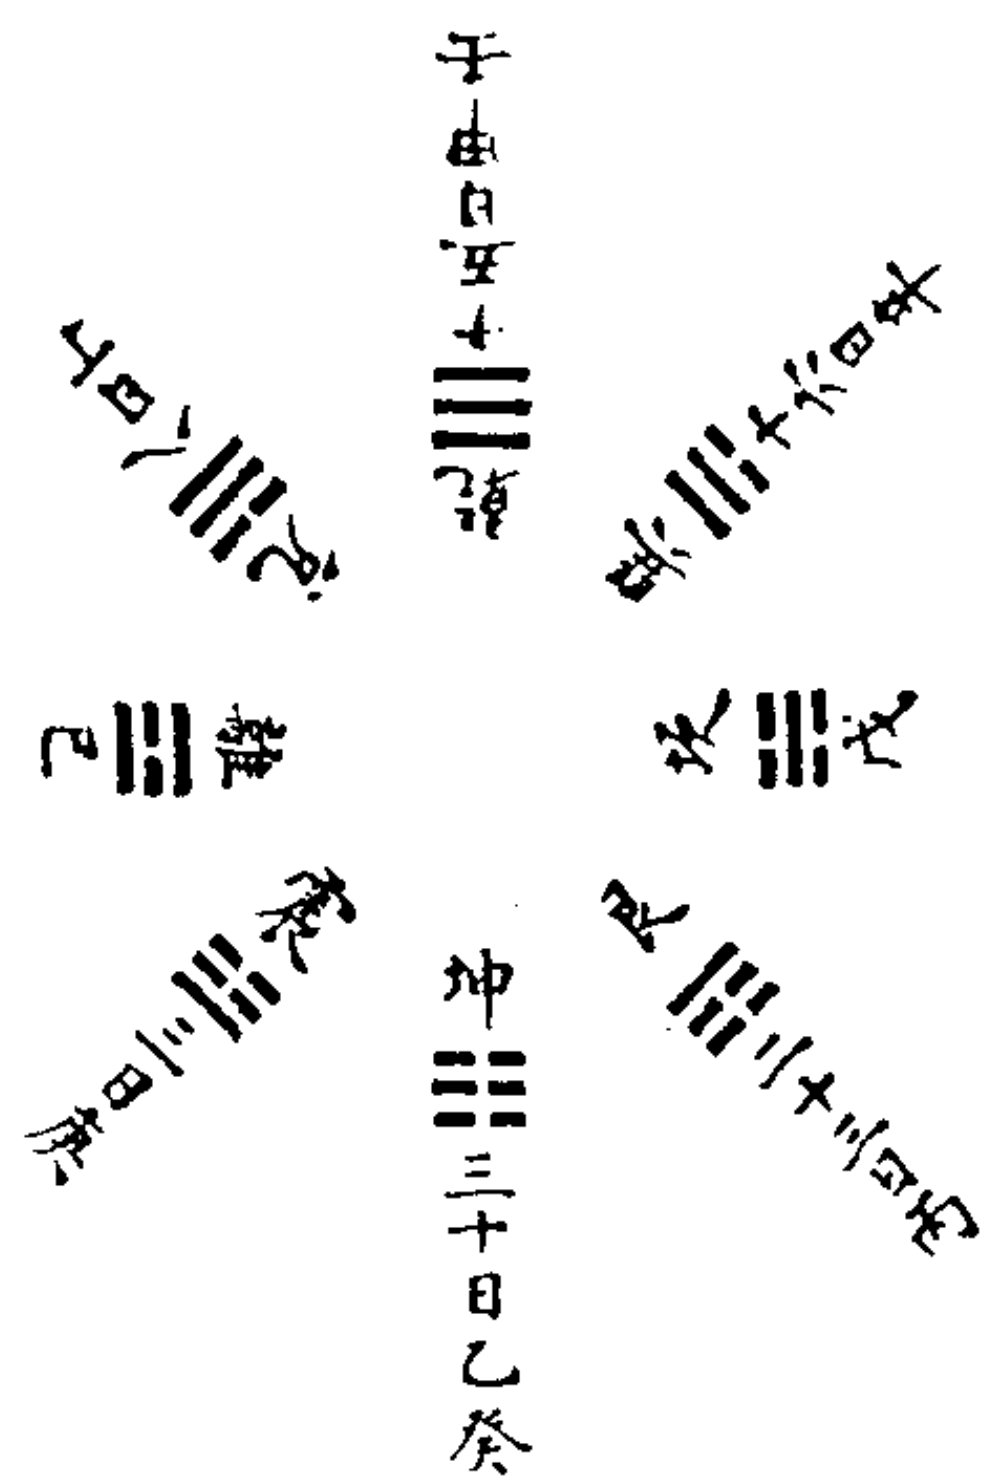 乾十五日甲壬
巽十六日辛
坎戊
艮二十三日丙
坤三十日乙癸
震三日庚
離己
兌八日丁